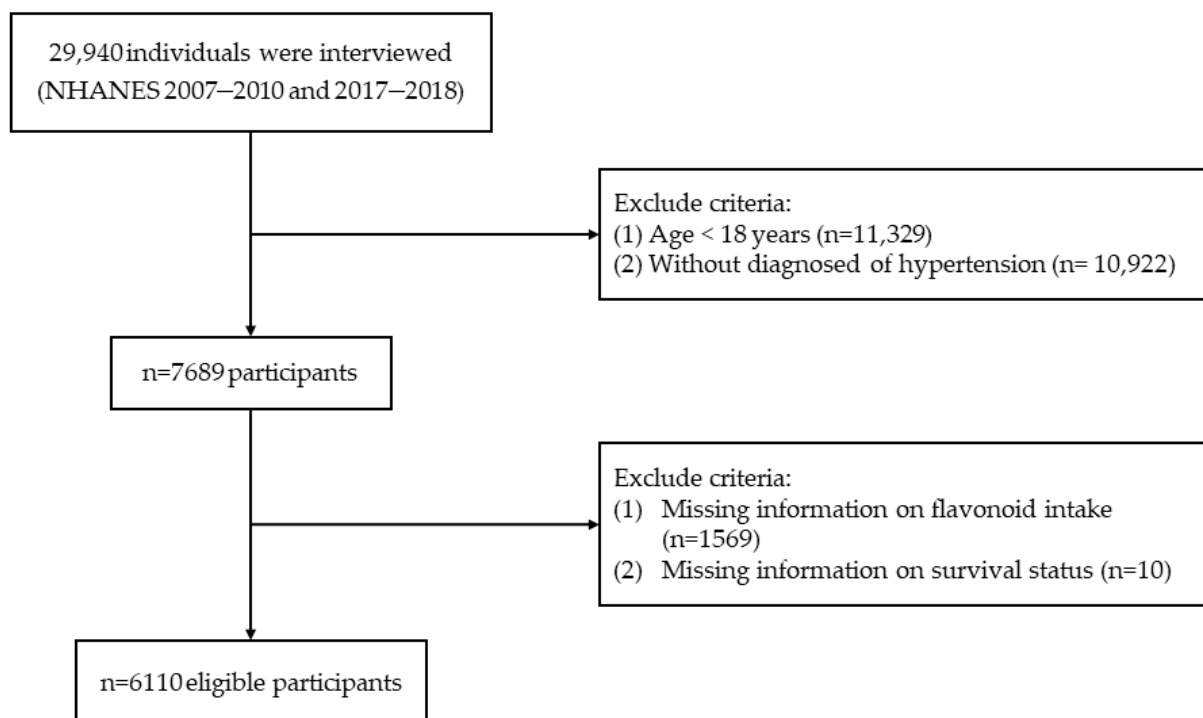 29,940 individuals were interviewed
(NHANES 2007–2010 and 2017–2018)
Exclude criteria:
(1) Age < 18 years (n=11,329)
(2) Without diagnosed of hypertension (n= 10,922)
n=7689 participants
Exclude criteria:
(1) Missing information on flavonoid intake
(n=1569)
(2) Missing information on survival status (n=10)
n=6110 eligible participants